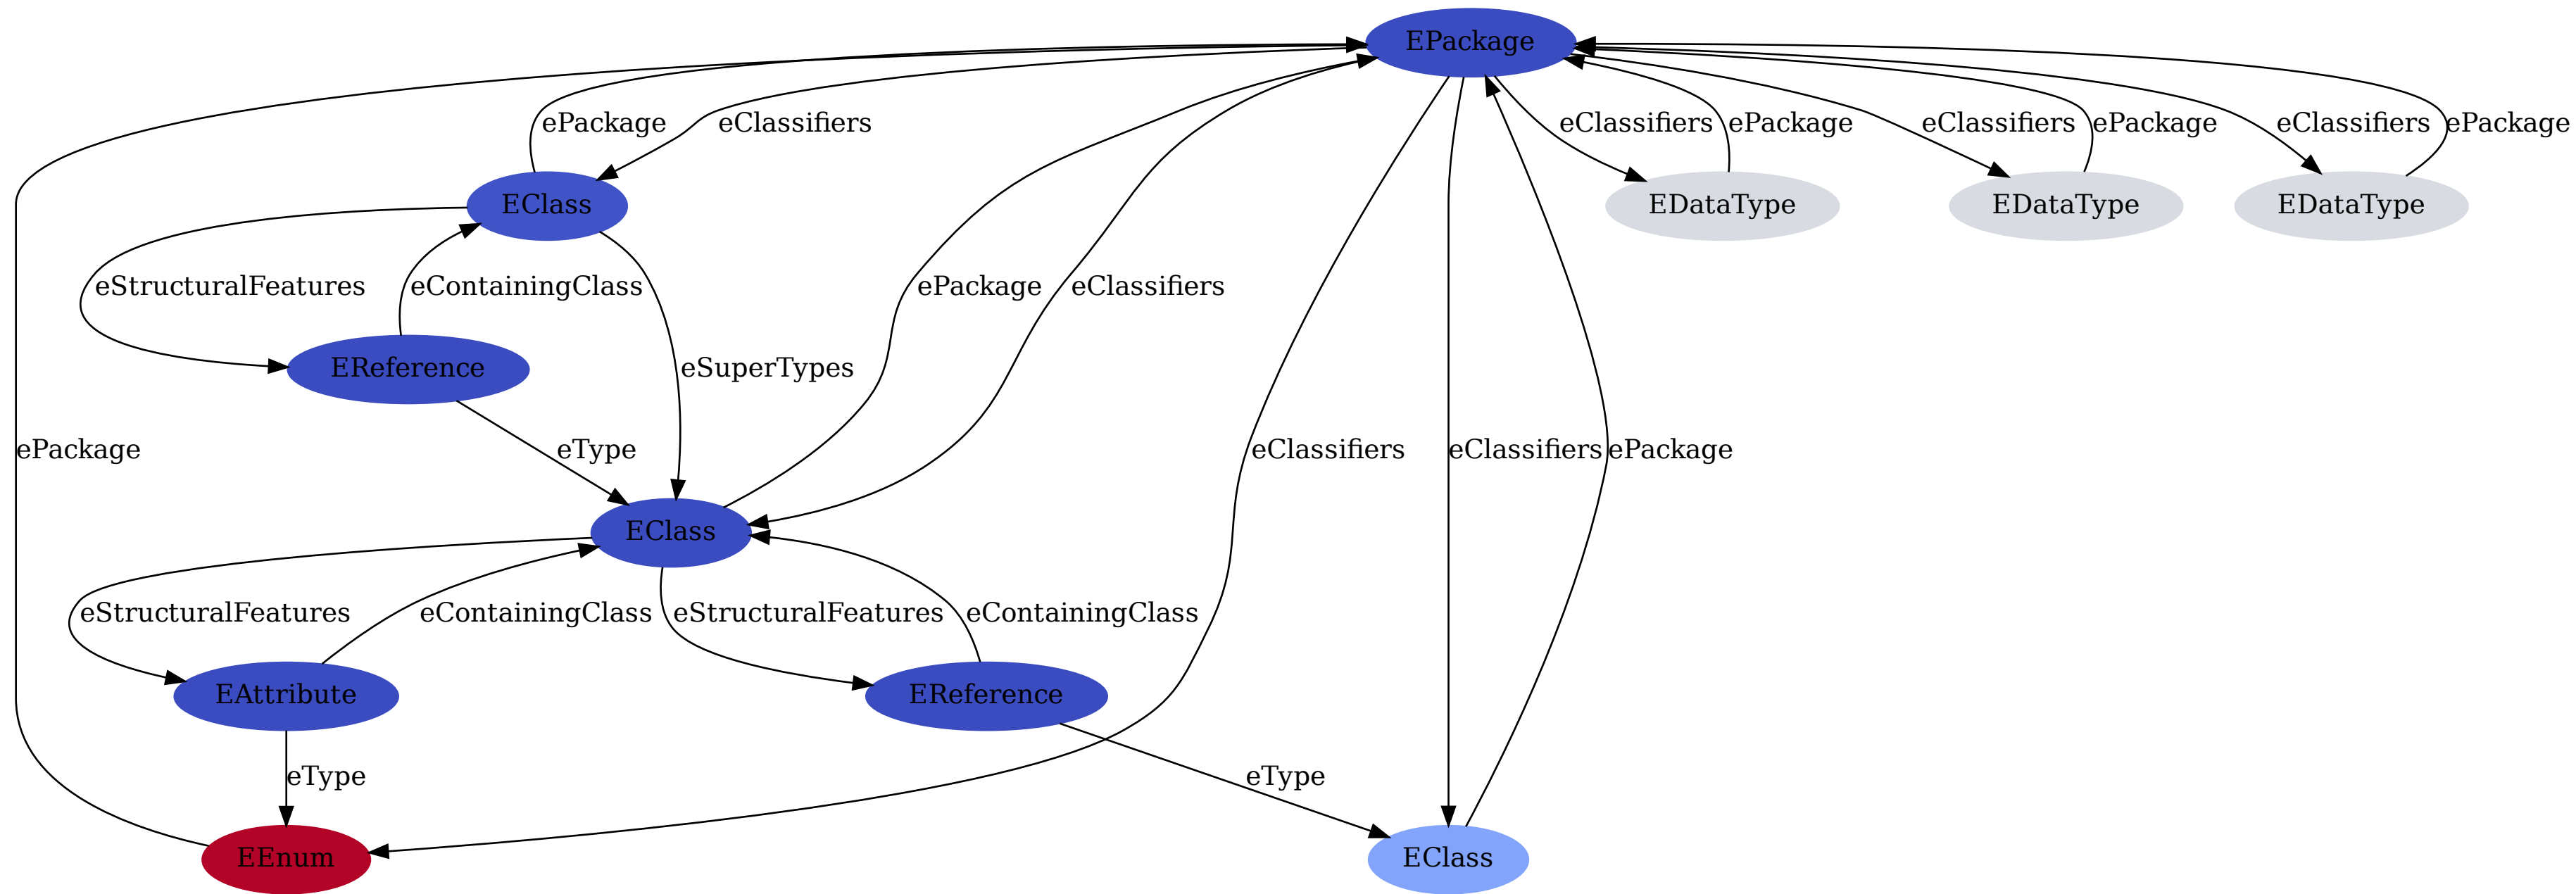 EPackage
ePackage
eClassifiers
eClassifiers
ePackage
eClassifiers
ePackage
eClassifiers
ePackage
EClass
EDataType
EDataType
EDataType
eStructuralFeatures
eContainingClass
ePackage
eClassifiers
EReference
eSuperTypes
ePackage
eType
eClassifiers
eClassifiers
ePackage
EClass
eStructuralFeatures
eContainingClass
eStructuralFeatures
eContainingClass
EAttribute
EReference
eType
eType
EEnum
EClass